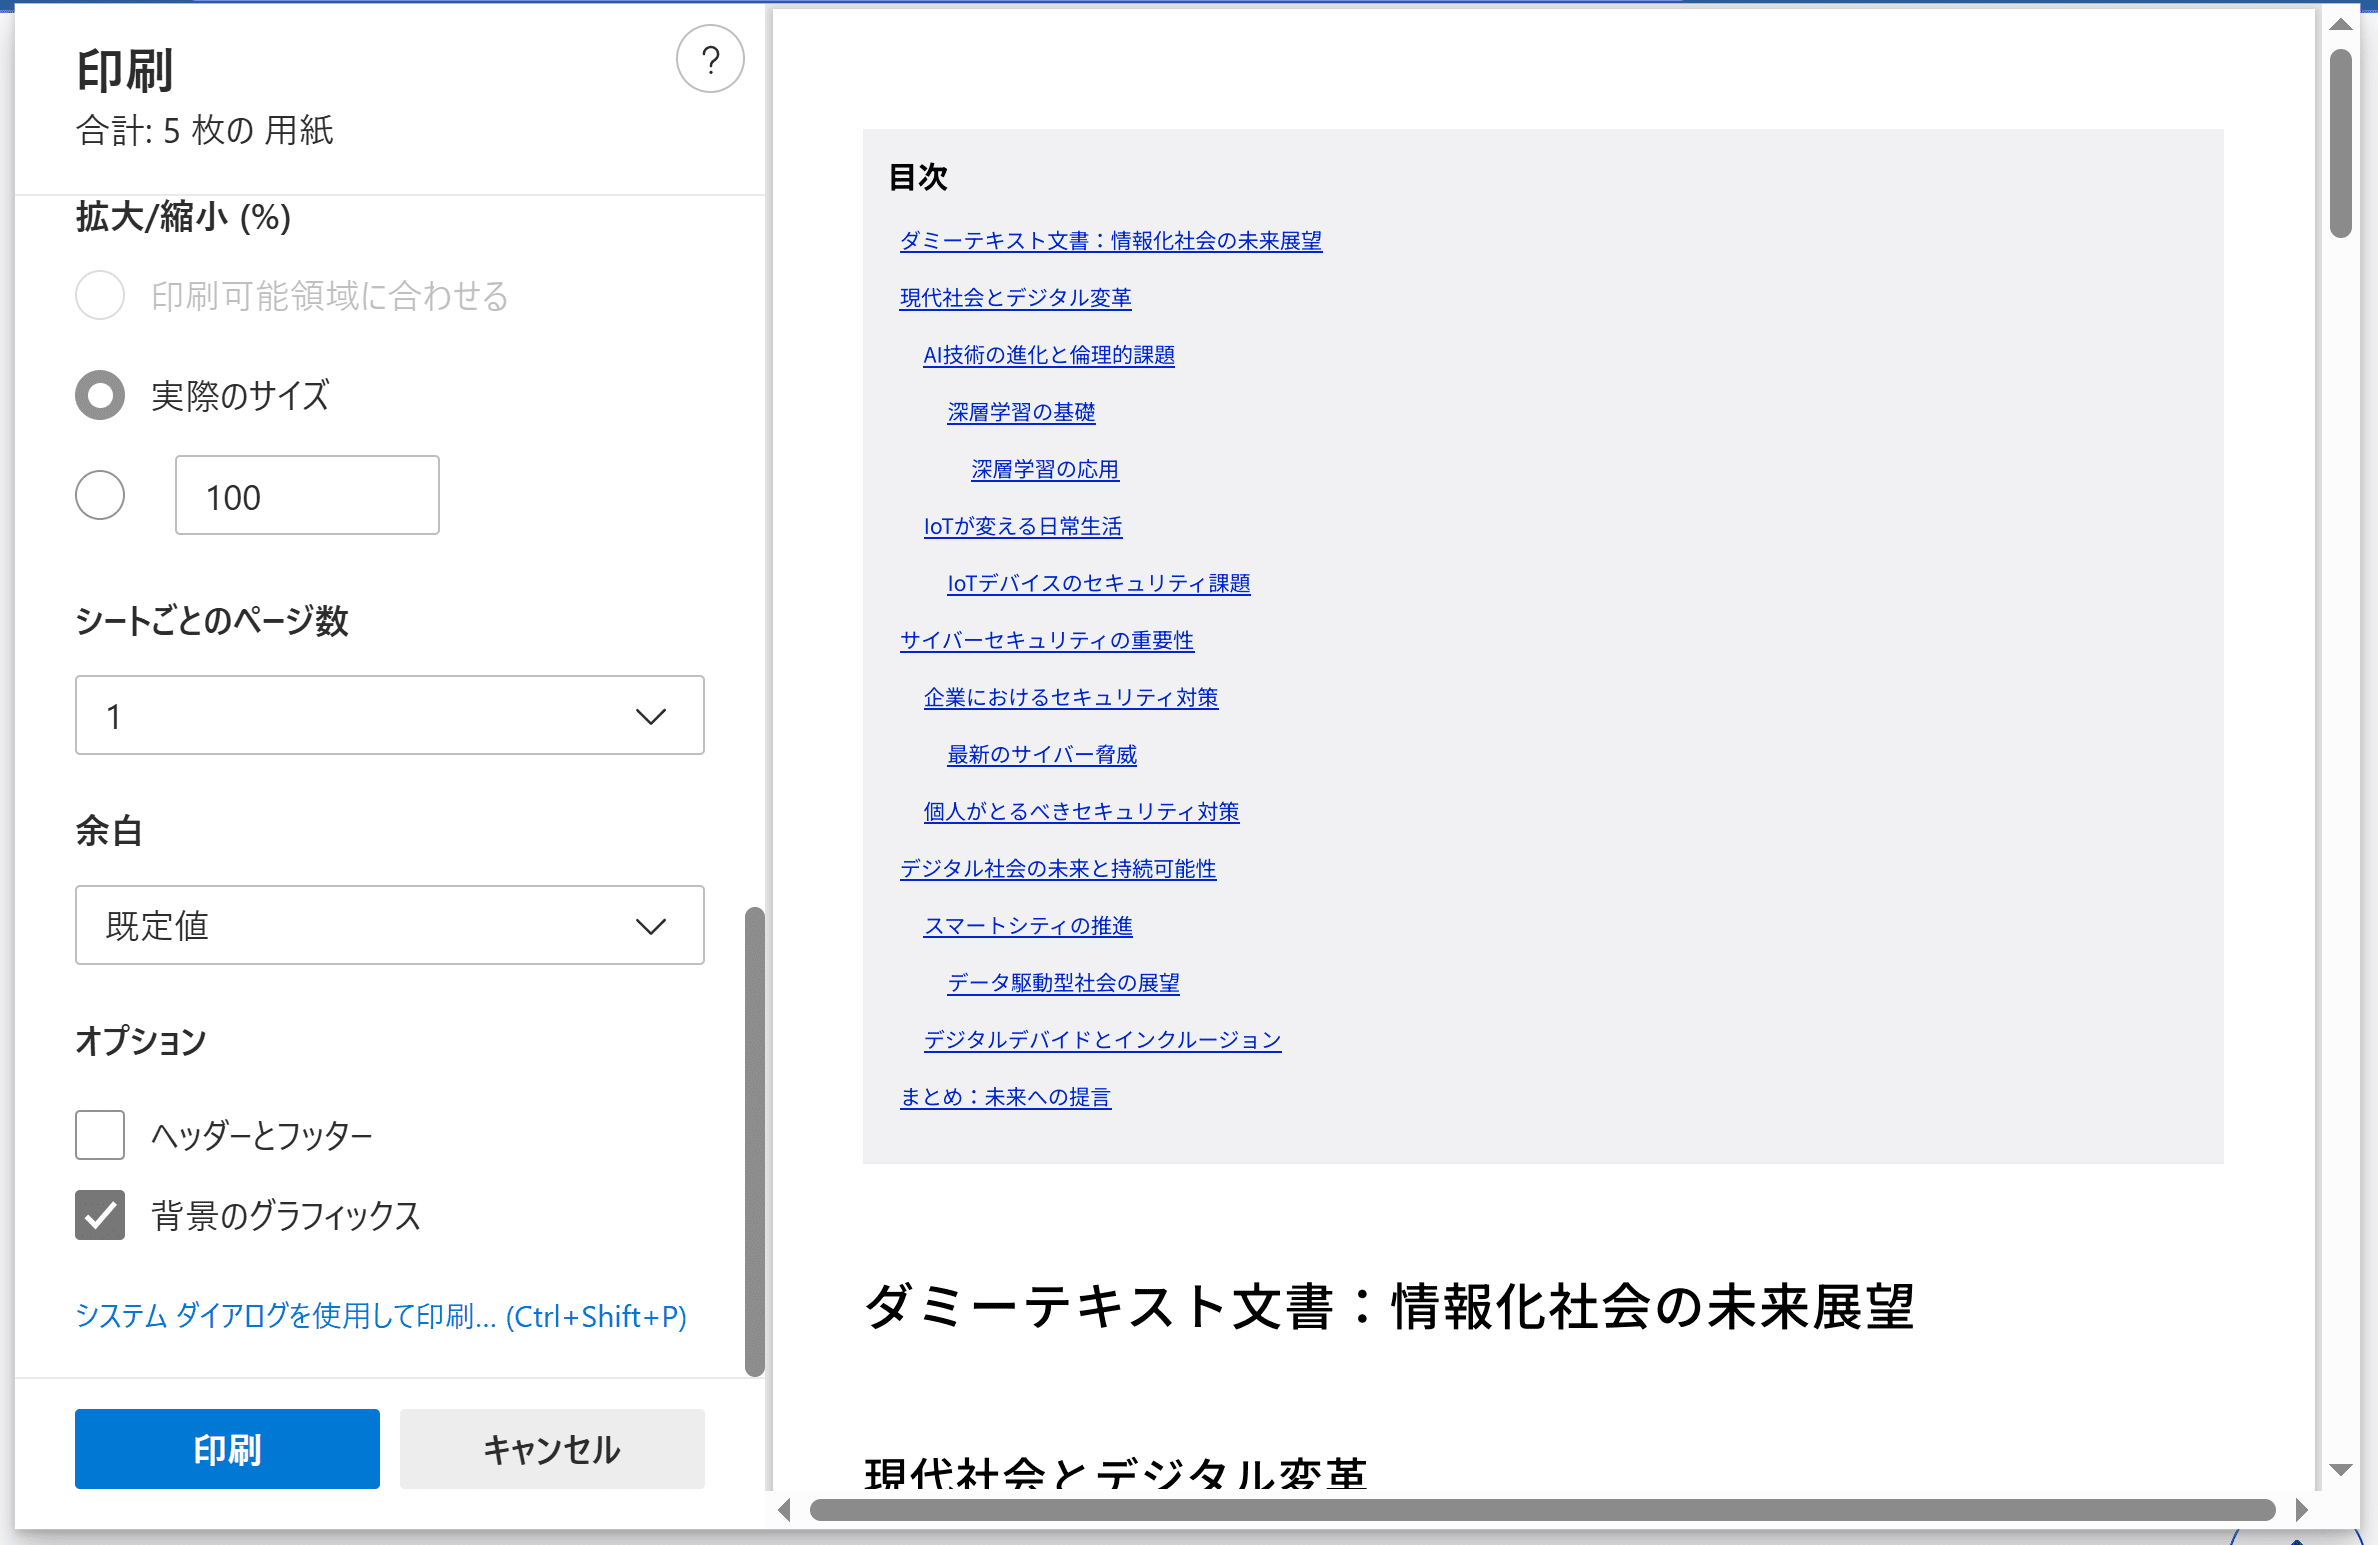 印刷
?
合計: 5 枚の 用紙
拡大/縮小 (%)
印刷可能領域に合わせる
実際のサイズ
100
シートごとのページ数
1
余白
既定値
オプション
ヘッダーとフッター
背景のグラフィックス
システム ダイアログを使用して印刷... (Ctrl+Shift+P)
印刷
キャンセル
目次
ダミーテキスト文書：情報化社会の未来展望
現代社会とデジタル変革
AI技術の進化と倫理的課題
深層学習の基礎
深層学習の応用
IoTが変える日常生活
IoTデバイスのセキュリティ課題
サイバーセキュリティの重要性
企業におけるセキュリティ対策
最新のサイバー脅威
個人がとるべきセキュリティ対策
デジタル社会の未来と持続可能性
スマートシティの推進
データ駆動型社会の展望
デジタルデバイドとインクルージョン
まとめ：未来への提言
ダミーテキスト文書：情報化社会の未来展望
現代社会とデジタル変革